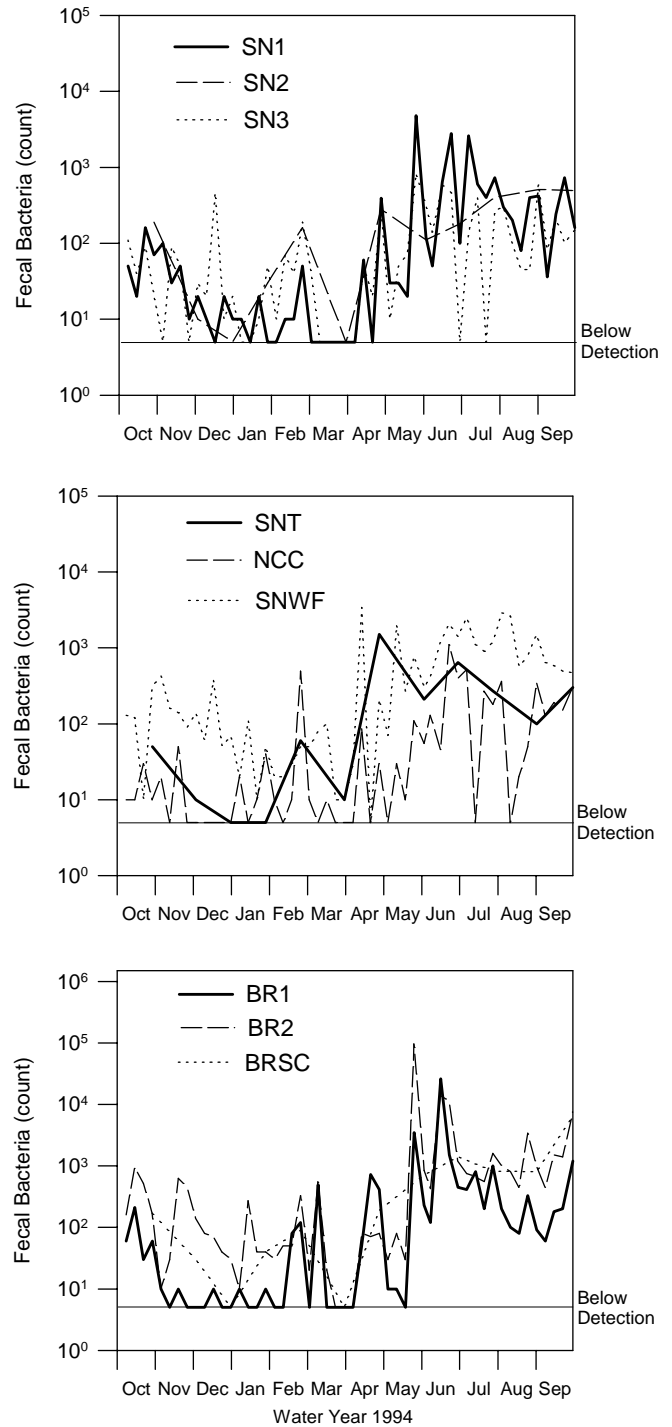 10⁵
10⁴
10³
10²
10¹
10⁰
Fecal Bacteria (count)
SN1
SN2
SN3
Below
Detection
Oct Nov Dec Jan Feb Mar Apr May Jun Jul Aug Sep
10⁵
10⁴
10³
10²
10¹
10⁰
Fecal Bacteria (count)
SNT
NCC
SNWF
Below
Detection
Oct Nov Dec Jan Feb Mar Apr May Jun Jul Aug Sep
10⁶
10⁵
10⁴
10³
10²
10¹
10⁰
Fecal Bacteria (count)
BR1
BR2
BRSC
Below
Detection
Oct Nov Dec Jan Feb Mar Apr May Jun Jul Aug Sep
Water Year 1994